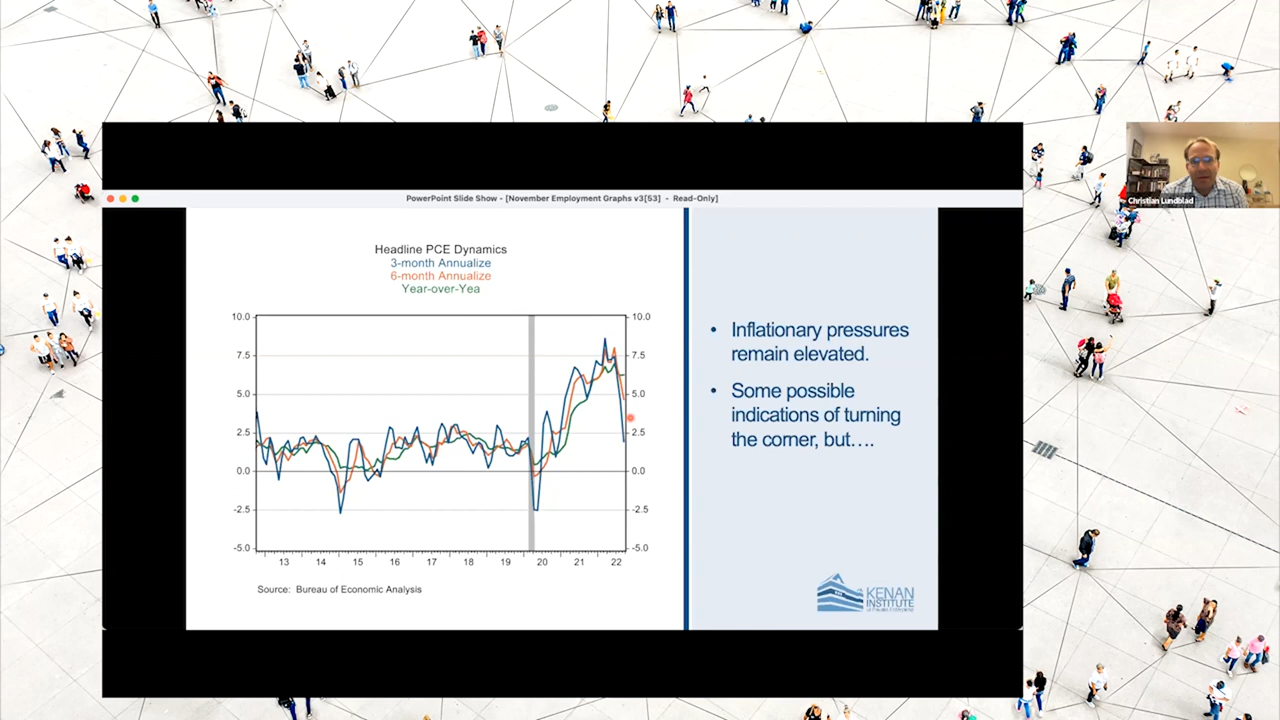 PowerPoint Slide Show - [November Employment Graphs v3[53] - Read-Only]
Christian Lundblad
Headline PCE Dynamics
3-month Annualize
6-month Annualize
Year-over-Yea
10.0
7.5
5.0
2.5
0.0
-2.5
-5.0
10.0
7.5
5.0
2.5
0.0
-2.5
-5.0
13 14 15 16 17 18 19 20 21 22
Source: Bureau of Economic Analysis
• Inflationary pressures
remain elevated.
• Some possible
indications of turning
the corner, but….
KENAN
INSTITUTE